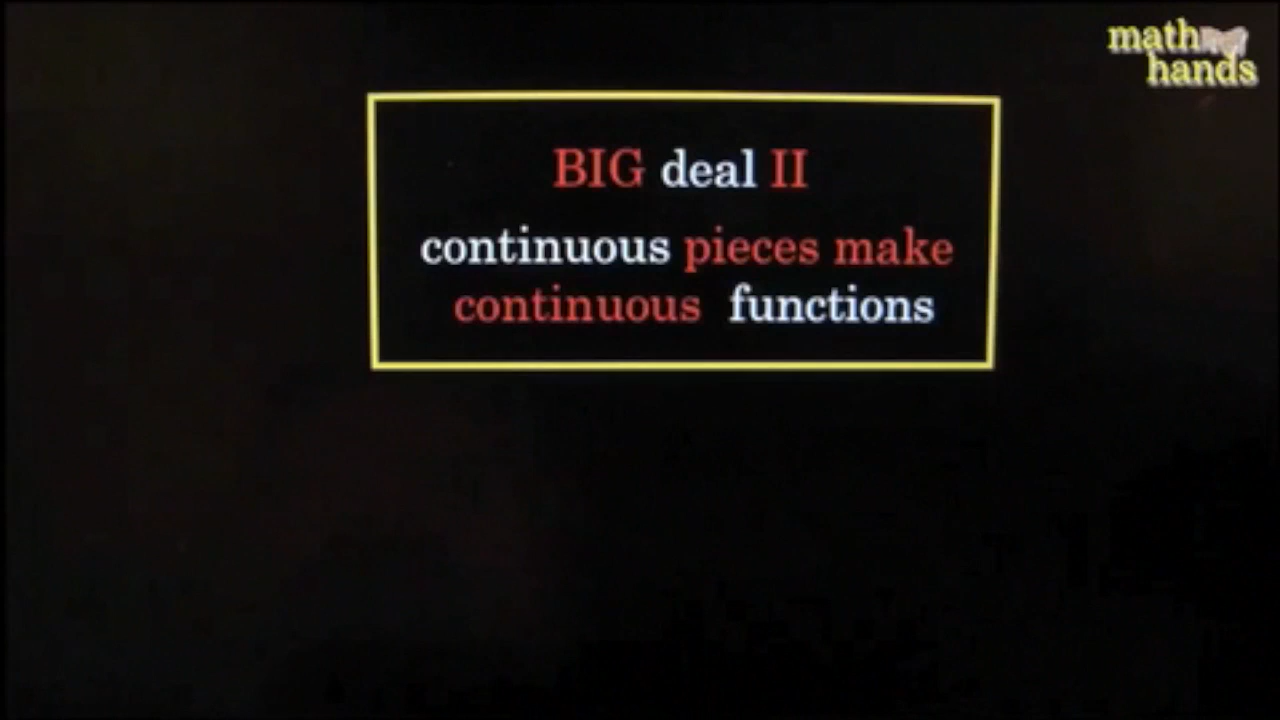 math
hands
BIG deal II
continuous pieces make
continuous functions